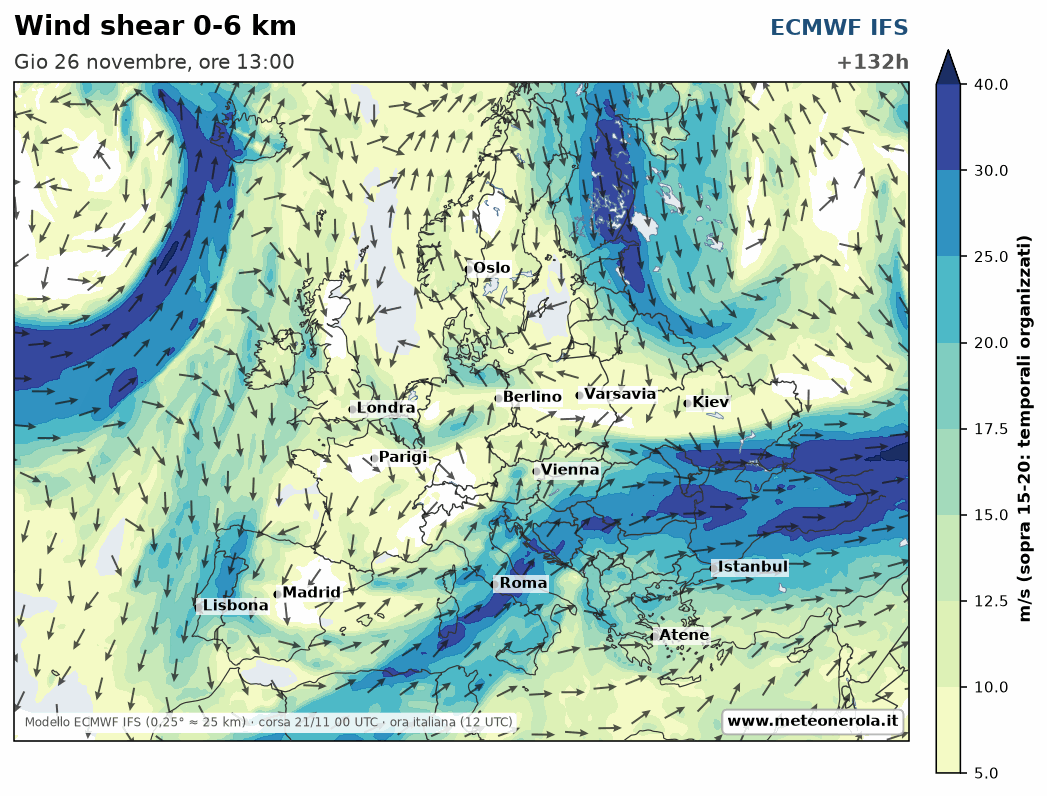 Wind shear 0-6 km
ECMWF IFS
Gio 26 novembre, ore 13:00
+132h
40.0
30.0
25.0
20.0
17.5
15.0
12.5
10.0
5.0
m/s (sopra 15-20: temporali organizzati)
Oslo
Berlino
Varsavia
Kiev
Londra
Parigi
Vienna
Istanbul
Roma
Madrid
Lisbona
Atene
Modello ECMWF IFS (0,25° ≈ 25 km) · corsa 21/11 00 UTC · ora italiana (12 UTC)
www.meteonerola.it